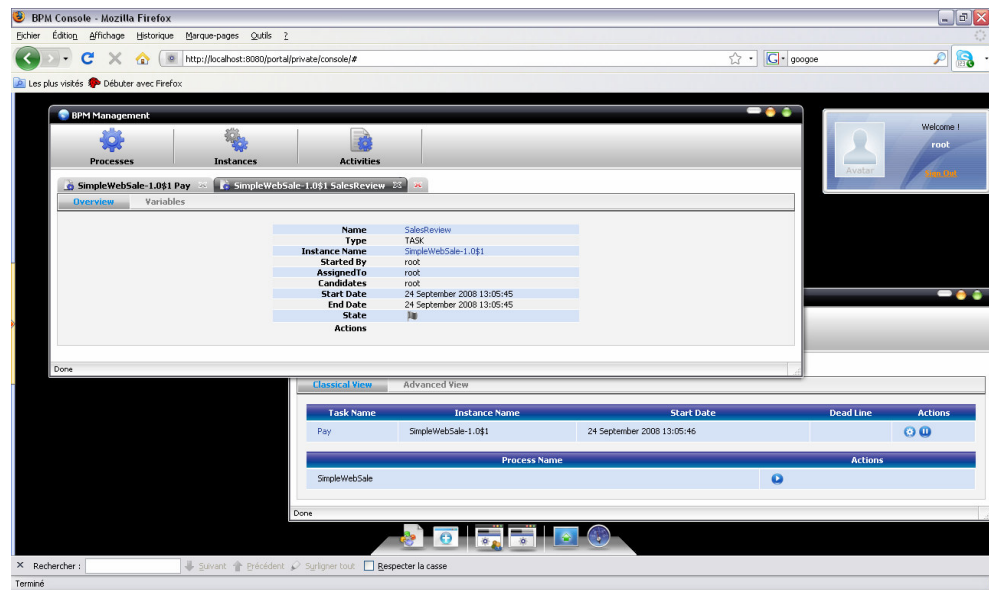 BPM Console - Mozilla Firefox
Fichier Édition Affichage Historique Marque-pages Outils ?
http://localhost:8080/portal/private/console/# G googoe
Les plus visités Débuter avec Firefox
BPM Management
Processes Instances Activities
SimpleWebSale-1.0$1 Pay SimpleWebSale-1.0$1 SalesReview
Overview Variables
Name SalesReview
Type TASK
Instance Name SimpleWebSale-1.0$1
Started By root
AssignedTo root
Candidates root
Start Date 24 September 2008 13:05:45
End Date 24 September 2008 13:05:45
State
Actions
Done
Welcome !
root
Avatar
Sign Out
Classical View Advanced View
Task Name Instance Name Start Date Dead Line Actions
Pay SimpleWebSale-1.0$1 24 September 2008 13:05:46
Process Name Actions
SimpleWebSale
Done
Rechercher : Suivant Précédent Surligner tout Respecter la casse
Terminé